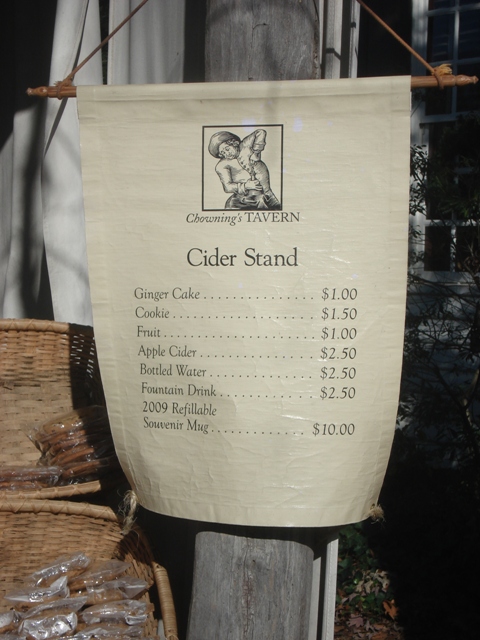 Chowning's TAVERN
Cider Stand
Ginger Cake . . . . . . . . . . . . . . . $1.00
Cookie . . . . . . . . . . . . . . . . . . . $1.50
Fruit . . . . . . . . . . . . . . . . . . . . . $1.00
Apple Cider . . . . . . . . . . . . . . . $2.50
Bottled Water . . . . . . . . . . . . . $2.50
Fountain Drink . . . . . . . . . . . . $2.50
2009 Refillable
Souvenir Mug . . . . . . . . . . . . $10.00